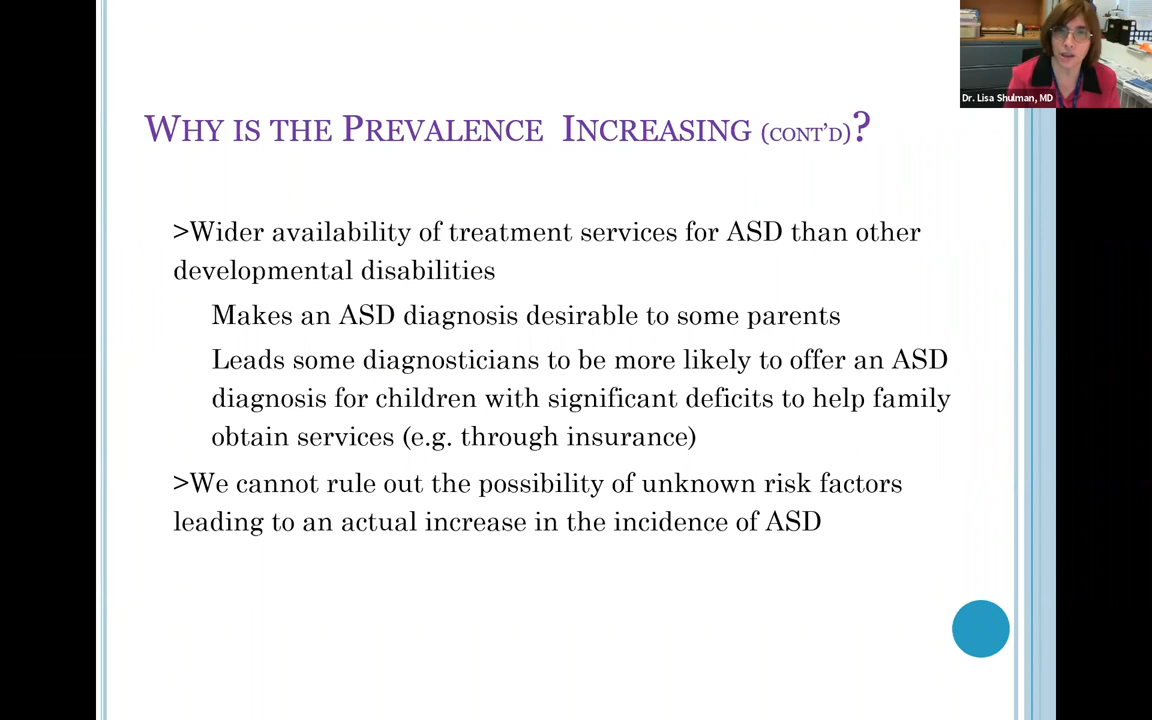 Dr. Lisa Shulman, MD
WHY IS THE PREVALENCE INCREASING (CONT'D)?
>Wider availability of treatment services for ASD than other
developmental disabilities
Makes an ASD diagnosis desirable to some parents
Leads some diagnosticians to be more likely to offer an ASD
diagnosis for children with significant deficits to help family
obtain services (e.g. through insurance)
>We cannot rule out the possibility of unknown risk factors
leading to an actual increase in the incidence of ASD